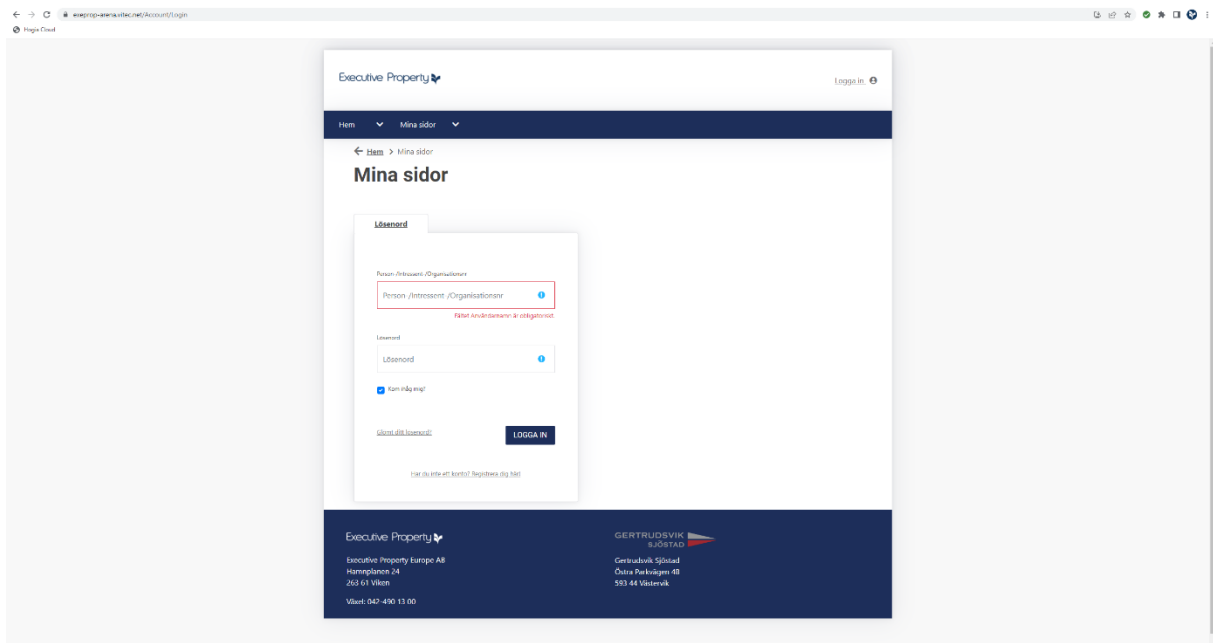 exeprop-arena.vitec.net/Account/Login
Hogia Cloud
Executive Property
Logga in
Hem
Mina sidor
Hem > Mina sidor
Mina sidor
Lösenord
Person-/Intressent-/Organisationsnr
Person-/Intressent-/Organisationsnr
Fältet Användarnamn är obligatoriskt.
Lösenord
Lösenord
Kom ihåg mig?
Glömt ditt lösenord?
LOGGA IN
Har du inte ett konto? Registrera dig här!
Executive Property
Executive Property Europe AB
Hamnplanen 24
263 61 Viken
Växel: 042-490 13 00
GERTRUDSVIK
SJÖSTAD
Gertrudsvik Sjöstad
Östra Parkvägen 4B
593 44 Västervik